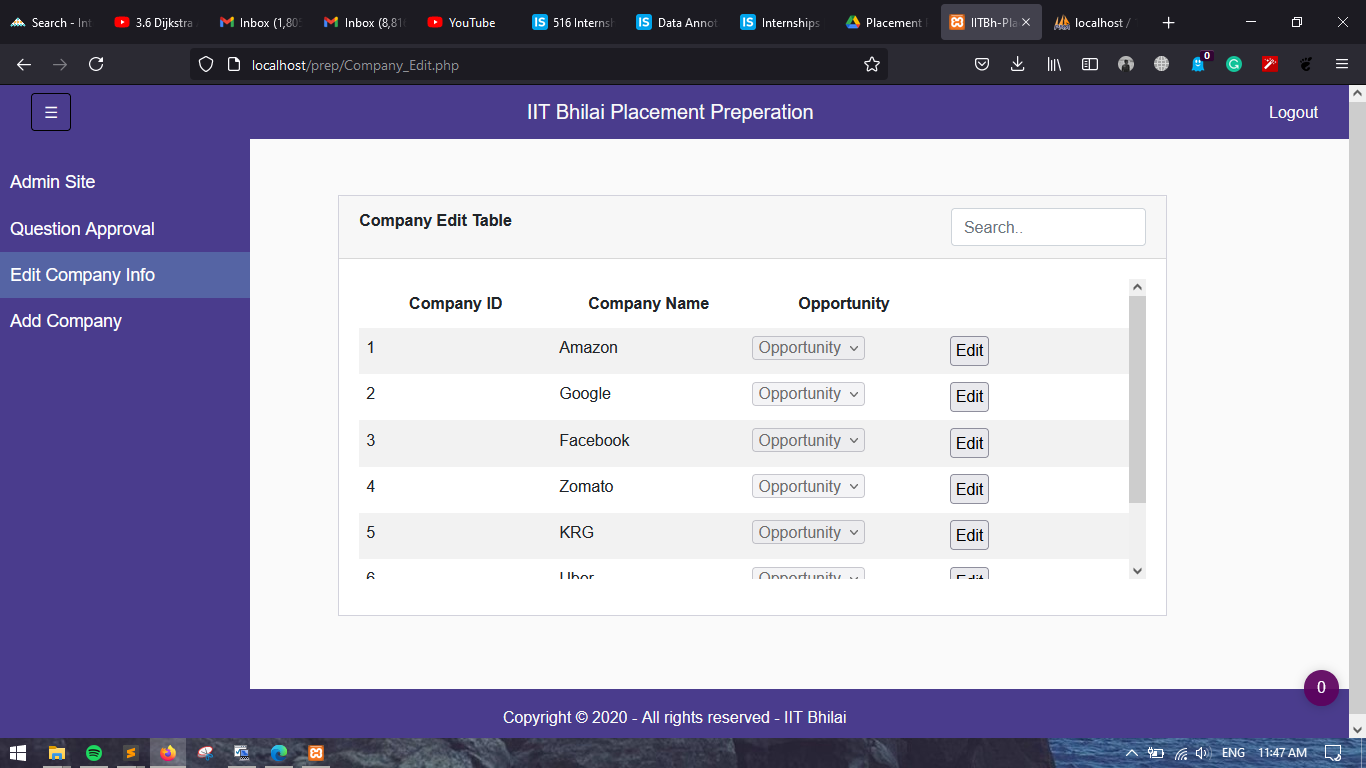 Search - Int
3.6 Dijkstra
Inbox (1,80
Inbox (8,81
YouTube
IS 516 Interns
IS Data Annot
IS Internships
Placement
IITBh-Pla
localhost /
localhost/prep/Company_Edit.php
0
IIT Bhilai Placement Preperation
Logout
Admin Site
Question Approval
Edit Company Info
Add Company
Company Edit Table
Search..
Company ID Company Name Opportunity
1 Amazon Opportunity Edit
2 Google Opportunity Edit
3 Facebook Opportunity Edit
4 Zomato Opportunity Edit
5 KRG Opportunity Edit
6 Uber Opportunity Edit
0
Copyright © 2020 - All rights reserved - IIT Bhilai
ENG 11:47 AM